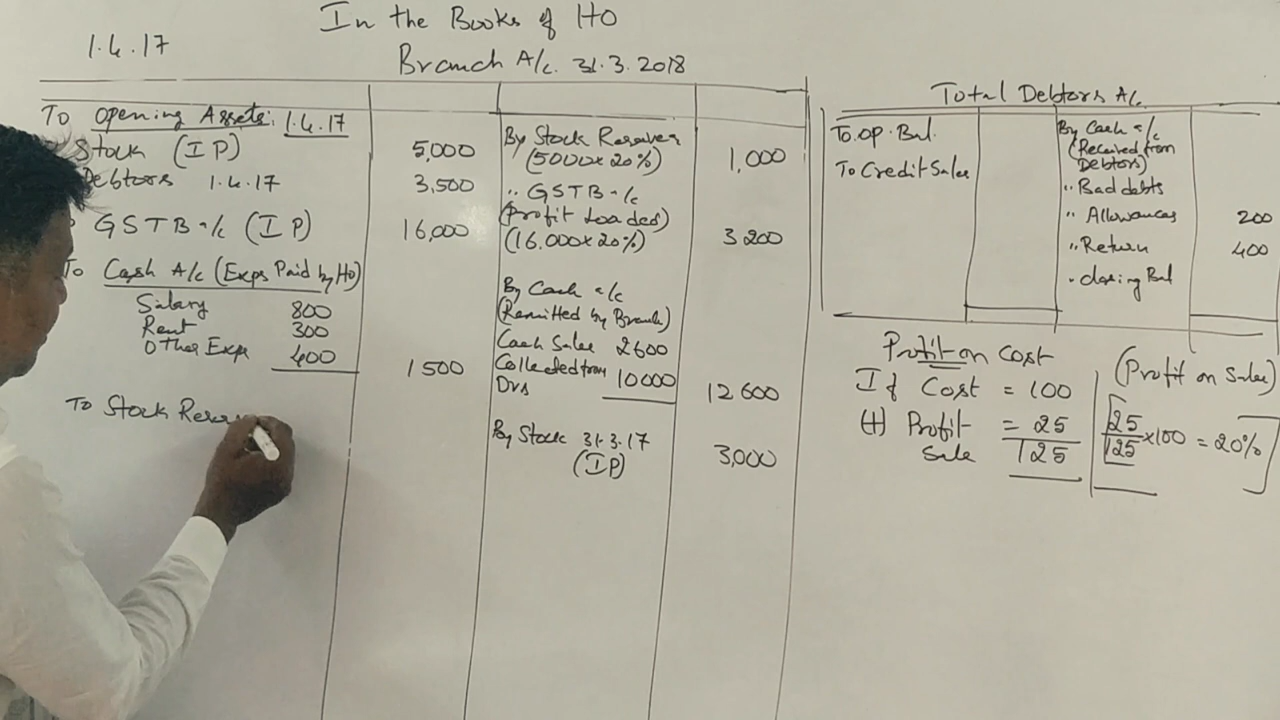 In the Books of HO
1.4.17
Branch A/c. 31.3.2018
To Opening Assets: 1.4.17
Stock (IP) 5,000
Debtors 1.4.17 3,500
GSTB a/c (IP) 16,000
To Cash A/c (Exps Paid by HO)
Salary 800
Rent 300
Other Exps 400
1500
To Stock Reser
By Stock Reserve
(5000x20%) 1,000
" GSTB a/c
(Profit Loaded)
(16.000x20%) 3200
By Cash a/c
(Remitted by Branch)
Cash Sales 2600
Collected from
Drs 10000 12600
By Stock 31.3.17
(IP) 3,000
Total Debtors A/c
To. Op. Bal.
To Credit Sales
By Cash a/c
(Received from
Debtors)
" Bad debts
" Allowances 200
" Return 400
" closing Bal
Profit on Cost
If Cost = 100
(+) Profit = 25
Sale 125
(Profit on Sales)
25/125 x100 = 20%